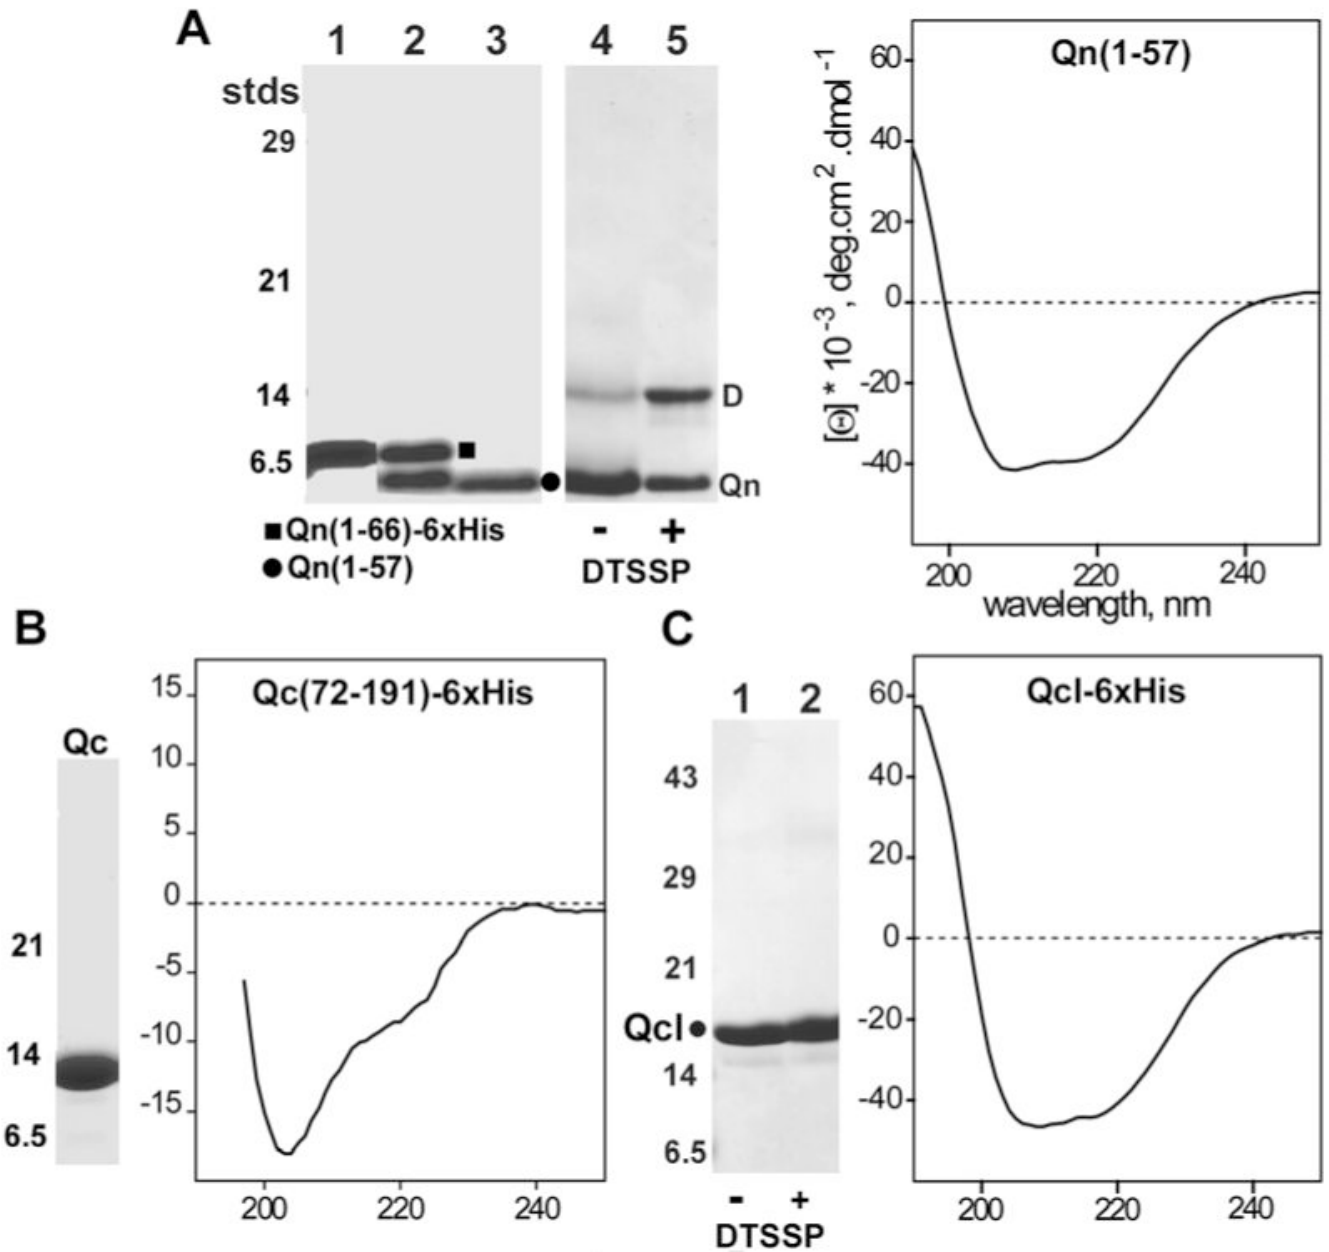 A
1 2 3 4 5
stds
29
21
14
6.5
D
Qn
■Qn(1-66)-6xHis
●Qn(1-57)
- +
DTSSP
Qn(1-57)
[Θ] * 10⁻³ , deg.cm² .dmol⁻¹
60
40
20
0
-20
-40
200 220 240
wavelength, nm
B
Qc
21
14
6.5
Qc(72-191)-6xHis
15
10
5
0
-5
-10
-15
200 220 240
C
1 2
43
29
21
Qcl●
14
6.5
- +
DTSSP
Qcl-6xHis
60
40
20
0
-20
-40
200 220 240